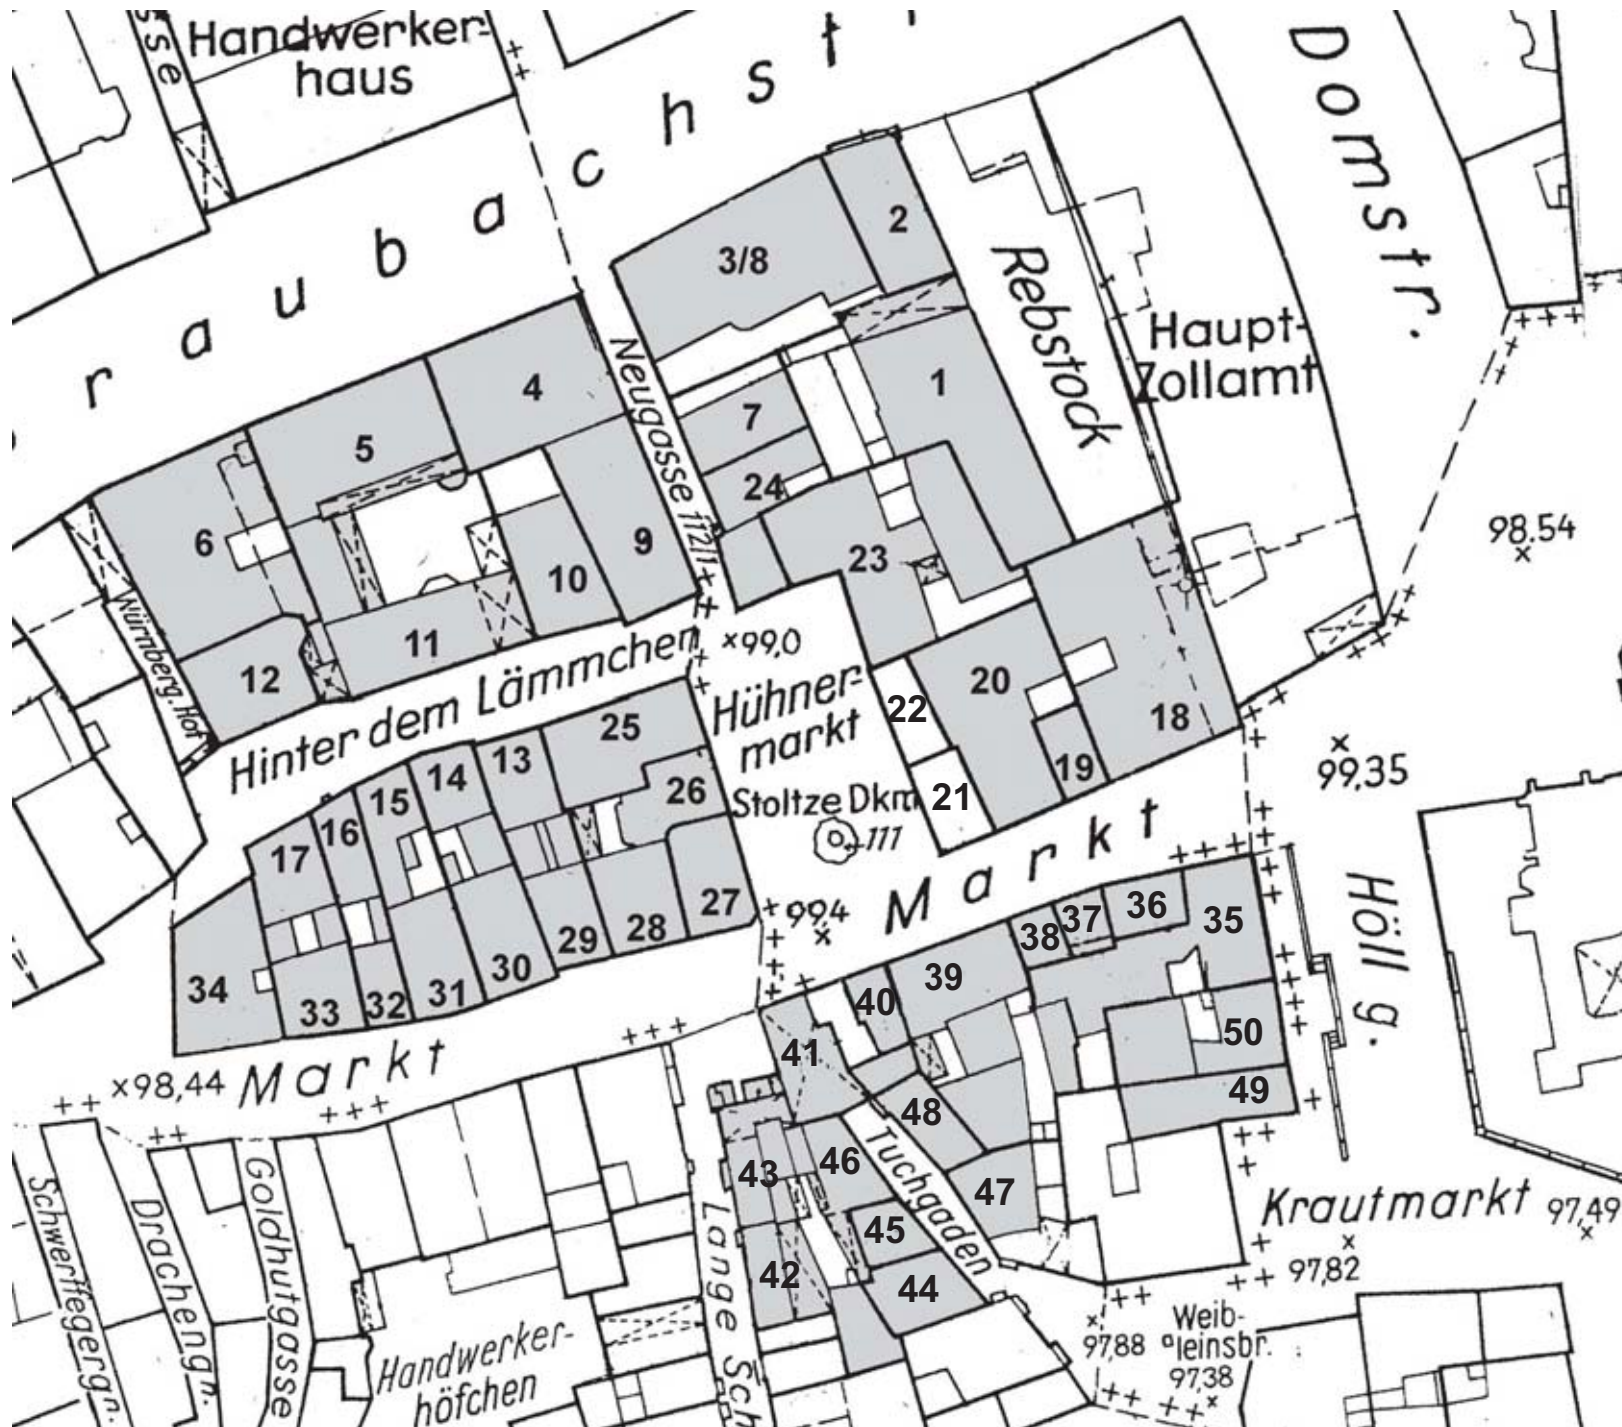 sse
Handwerker-
haus
raubachst
Domstr.
2
3/8
Rebstock
Haupt-
Zollamt
4
Neugasse
1
5
7
24
6
9
23
98.54
10
11
12
Nürnberg. Hof
Hinter dem Lämmchen
×99,0
Hühner-
markt
22
20
18
19
21
99,35
25
13
14
15
16
17
26
Stoltze Dkm
111
27
28
29
30
31
32
33
34
99,4
Markt
36
37
38
35
39
40
41
50
49
Höllg.
×98,44
Markt
48
46
43
47
45
42
44
Tuchgaden
Krautmarkt
97,49
97,82
Schwertfegergn.
Drachengn.
Goldhutgasse
Lange Sch
Handwerker-
höfchen
97,88
Weib-
leinsbr.
97,38